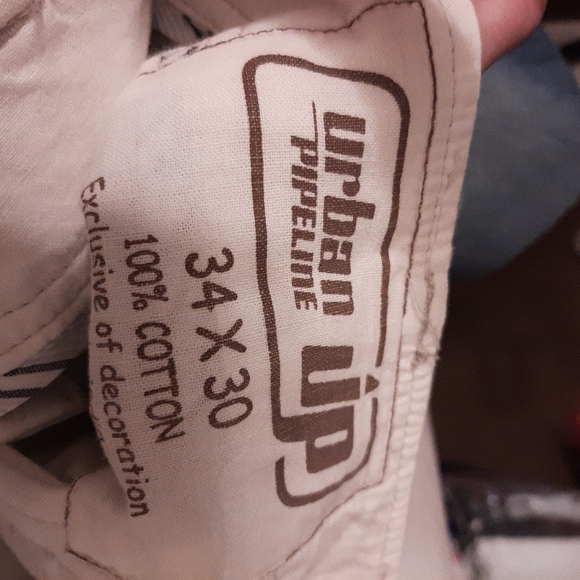 urban
PIPELINE
up
34 X 30
100% COTTON
Exclusive of decoration